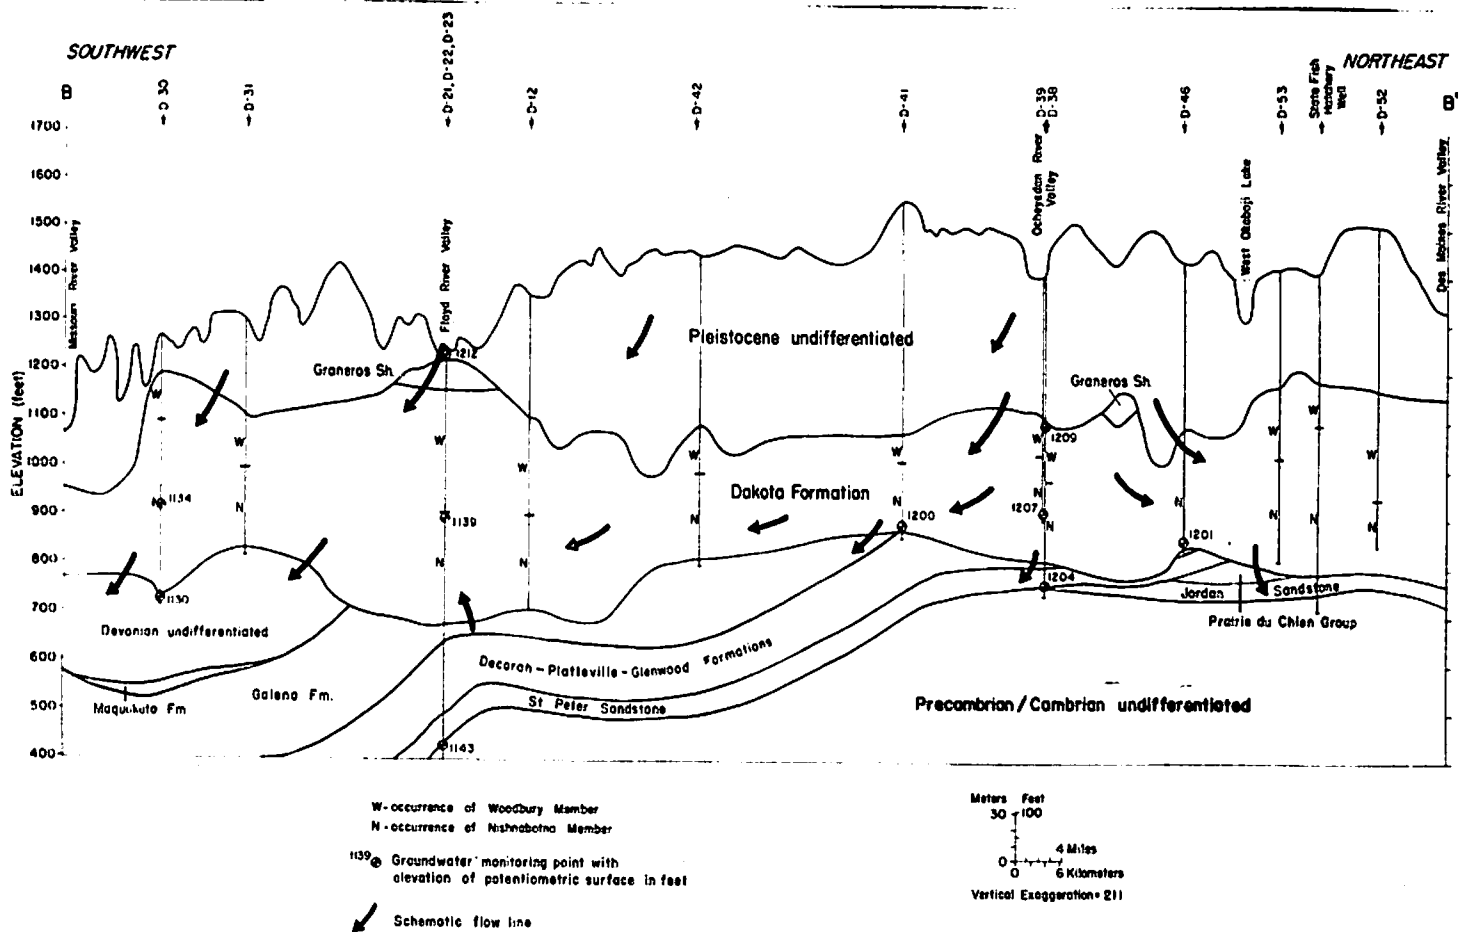 SOUTHWEST
NORTHEAST
B
D-30
D-31
D-21, D-22, D-23
D-12
D-42
D-41
D-39
D-38
D-46
D-53
State Fish
Hatchery
Well
D-52
B'
1700
1600
1500
1400
1300
1200
1100
1000
900
800
700
600
500
400
ELEVATION (feet)
Missouri River Valley
Floyd River Valley
Ocheyedan River
Valley
West Okoboji Lake
Des Moines River Valley
Pleistocene undifferentiated
Graneros Sh.
Graneros Sh.
1212
1209
W
W
W
W
W
W
W
W
W
W
W
Dakota Formation
N
N
N
N
N
N
N
N
N
N
N
N
1134
1139
1200
1207
1201
1204
1130
1143
Devonian undifferentiated
Jordan Sandstone
Prairie du Chien Group
Decorah-Platteville-Glenwood Formations
Galena Fm.
St Peter Sandstone
Maquoketa Fm
Precambrian/Cambrian undifferentiated
W-occurrence of Woodbury Member
N-occurrence of Nishnabotna Member
1139 Groundwater monitoring point with
elevation of potentiometric surface in feet
Schematic flow line
Meters Feet
30 100
4 Miles
0
0 6 Kilometers
Vertical Exaggeration=211